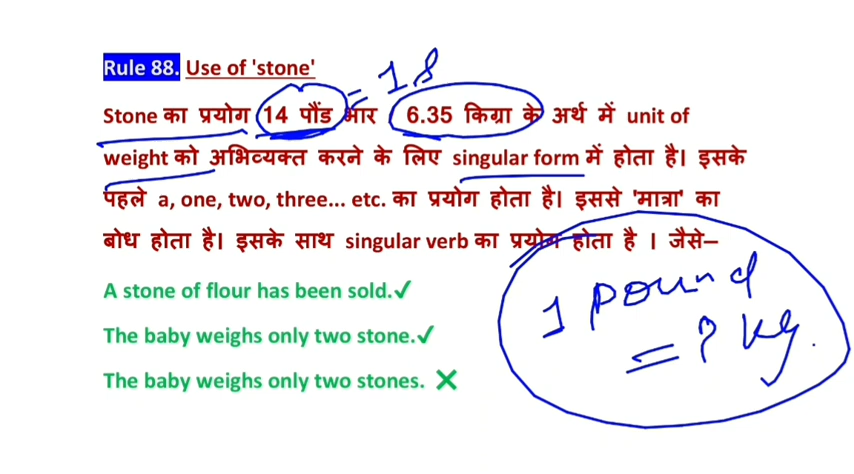 Rule 88. Use of 'stone'
= 1 S
Stone का प्रयोग 14 पौंड भार 6.35 किग्रा के अर्थ में unit of
weight को अभिव्यक्त करने के लिए singular form में होता है। इसके
पहले a, one, two, three... etc. का प्रयोग होता है। इससे 'मात्रा' का
बोध होता है। इसके साथ singular verb का प्रयोग होता है । जैसे–
A stone of flour has been sold.✓
The baby weighs only two stone.✓
The baby weighs only two stones. ✕
1 pound
= ? kg.